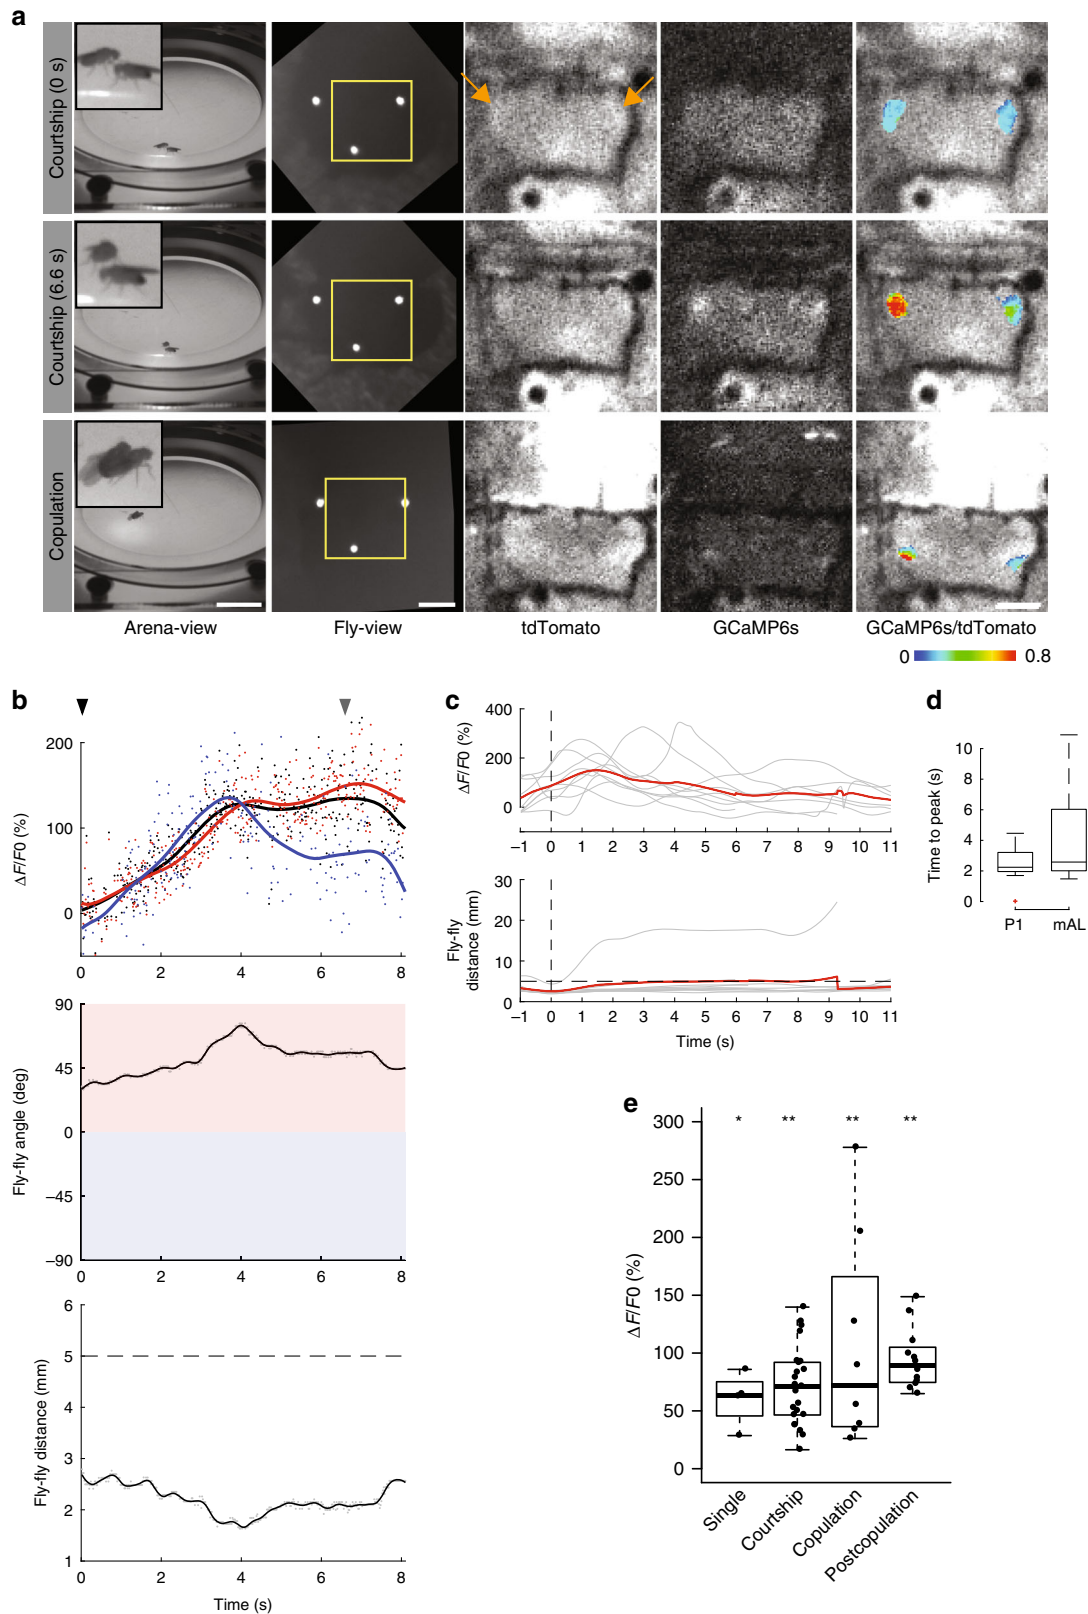 a
Courtship (0 s)
Courtship (6.6 s)
Copulation
Arena-view
Fly-view
tdTomato
GCaMP6s
GCaMP6s/tdTomato
0
0.8
b
200
100
0
ΔF/F0 (%)
0 2 4 6 8
90
45
0
–45
–90
Fly-fly angle (deg)
0 2 4 6 8
6
5
3
2
1
Fly-fly distance (mm)
0 2 4 6 8
Time (s)
c
400
200
0
ΔF/F0 (%)
–1 0 1 2 3 4 5 6 7 8 9 10 11
30
20
10
0
Fly-fly
distance (mm)
–1 0 1 2 3 4 5 6 7 8 9 10 11
Time (s)
d
10
8
6
4
2
0
Time to peak (s)
P1 mAL
e
* ** ** **
300
250
200
150
100
50
0
ΔF/F0 (%)
Single
Courtship
Copulation
Postcopulation